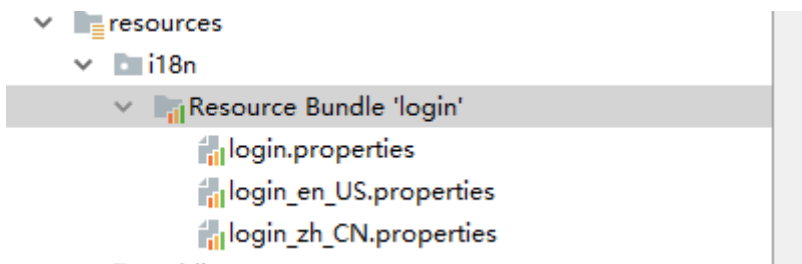 resources
i18n
Resource Bundle 'login'
login.properties
login_en_US.properties
login_zh_CN.properties